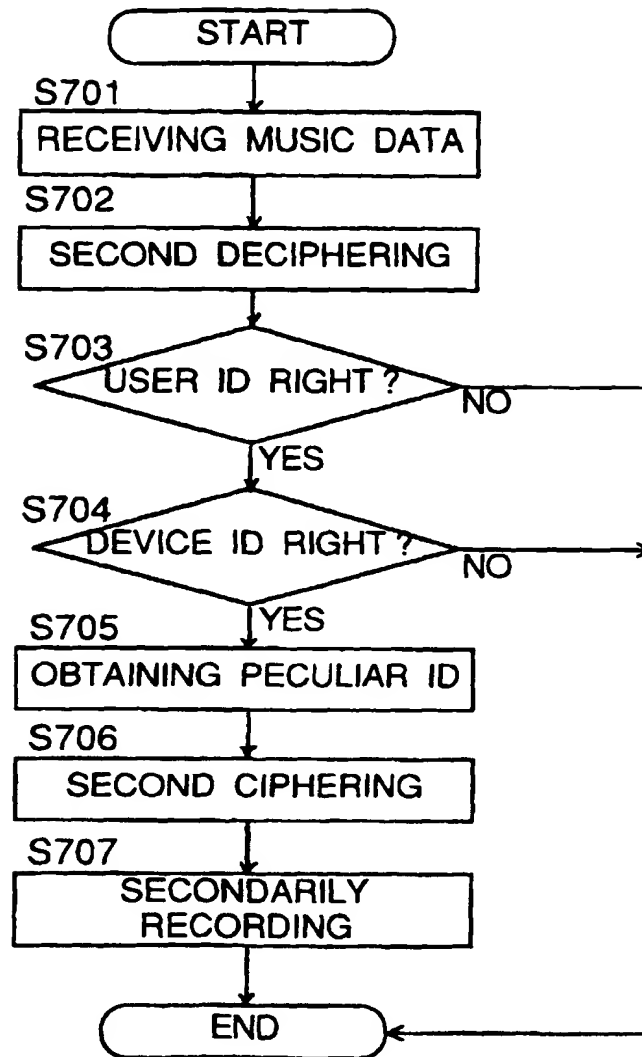 START
S701
RECEIVING MUSIC DATA
S702
SECOND DECIPHERING
S703
USER ID RIGHT?
NO
YES
S704
DEVICE ID RIGHT?
NO
YES
S705
OBTAINING PECULIAR ID
S706
SECOND CIPHERING
S707
SECONDARILY
RECORDING
END